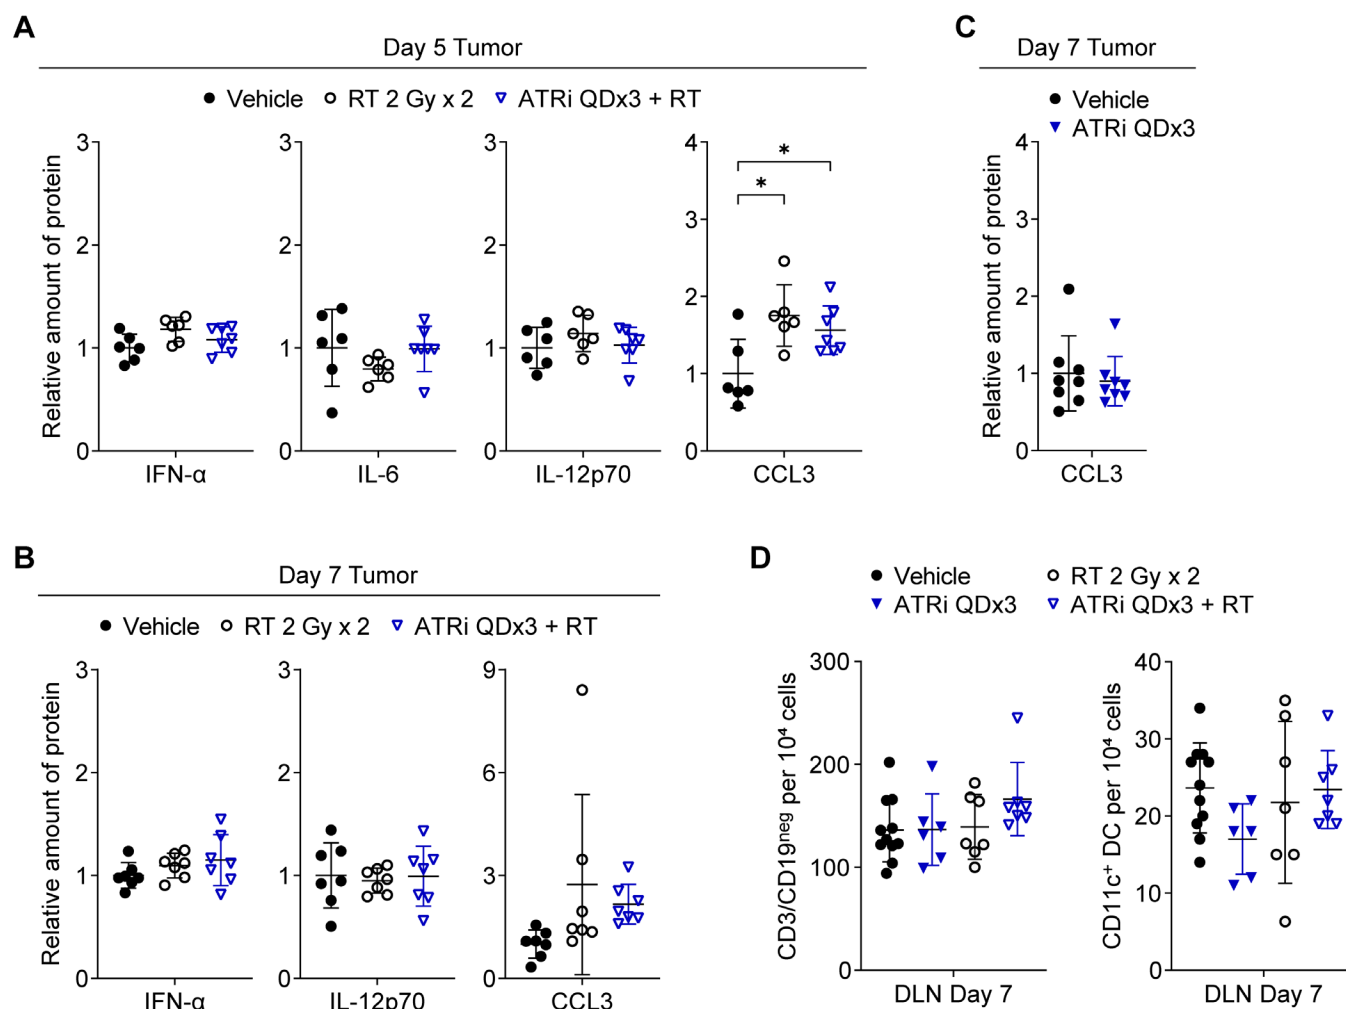 A
Day 5 Tumor
Vehicle RT 2 Gy x 2 ATRi QDx3 + RT
Relative amount of protein
3
2
1
0
IFN-α
3
2
1
0
IL-6
3
2
1
0
IL-12p70
4
3
2
1
0
* *
CCL3
C
Day 7 Tumor
Vehicle
ATRi QDx3
Relative amount of protein
4
3
2
1
0
CCL3
B
Day 7 Tumor
Vehicle RT 2 Gy x 2 ATRi QDx3 + RT
Relative amount of protein
3
2
1
0
IFN-α
3
2
1
0
IL-12p70
9
6
3
0
CCL3
D
Vehicle RT 2 Gy x 2
ATRi QDx3 ATRi QDx3 + RT
CD3/CD19ⁿᵉᵍ per 10⁴ cells
300
200
100
0
DLN Day 7
CD11c⁺ DC per 10⁴ cells
40
30
20
10
0
DLN Day 7